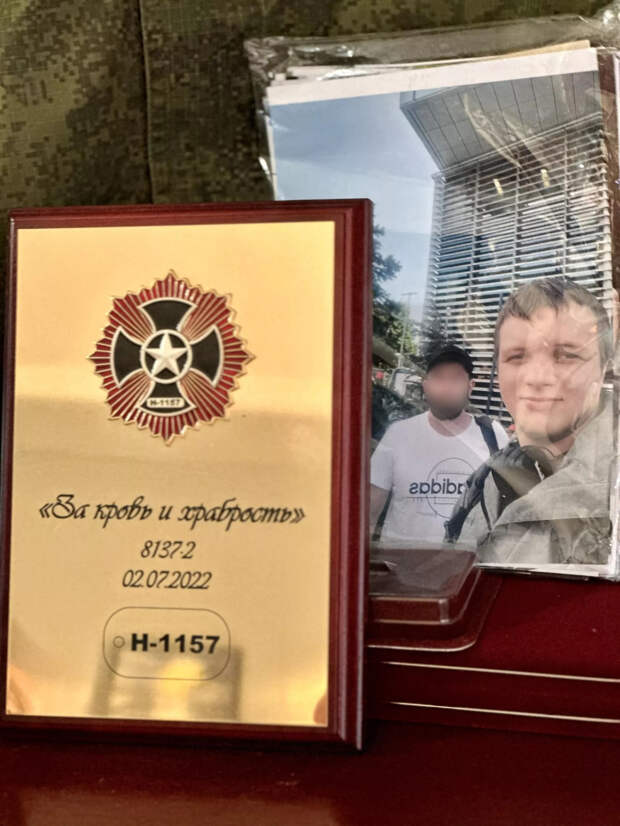 Н-1157
«За кровь и храбрость»
8137-2
02.07.2022
Н-1157
adidas